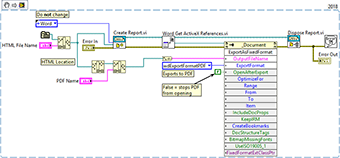 2018
Do not change
Word
Create Report.vi
Word Get ActiveX References.vi
Dispose Report.vi
HTML File Name
Error in
Document
ExportAsFixedFormat
Error Out
HTML Location
OutputFileName
wdExportFormatPDF
ExportFormat
Exports to PDF
OpenAfterExport
PDF Name
OptimizeFor
False = stops PDF
from opening
Range
From
To
Item
IncludeDocProps
KeepIRM
CreateBookmarks
DocStructureTags
BitmapMissingFonts
UseISO19005_1
FixedFormatExtClassPtr